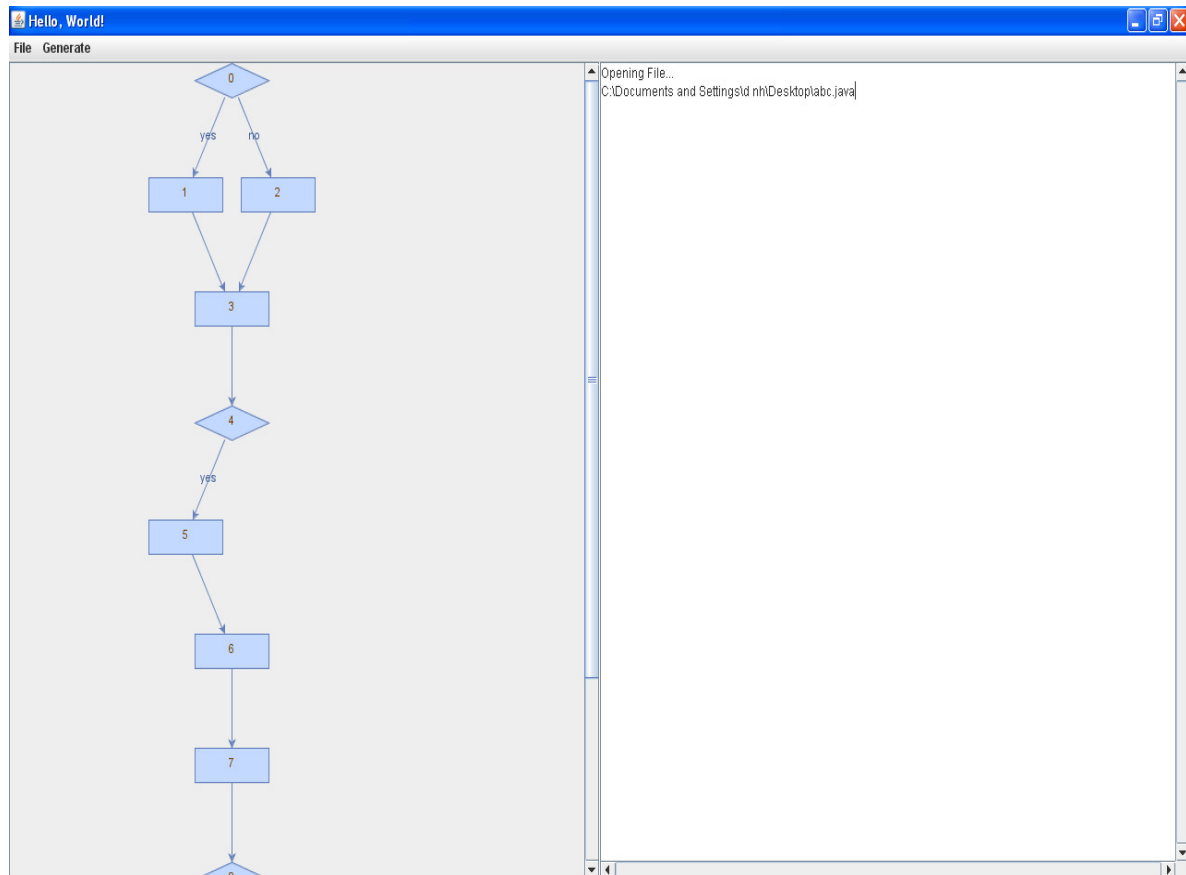 Hello, World!
File Generate
0
yes no
1 2
3
4
yes
5
6
7
Opening File...
C:\Documents and Settings\d nh\Desktop\abc.java